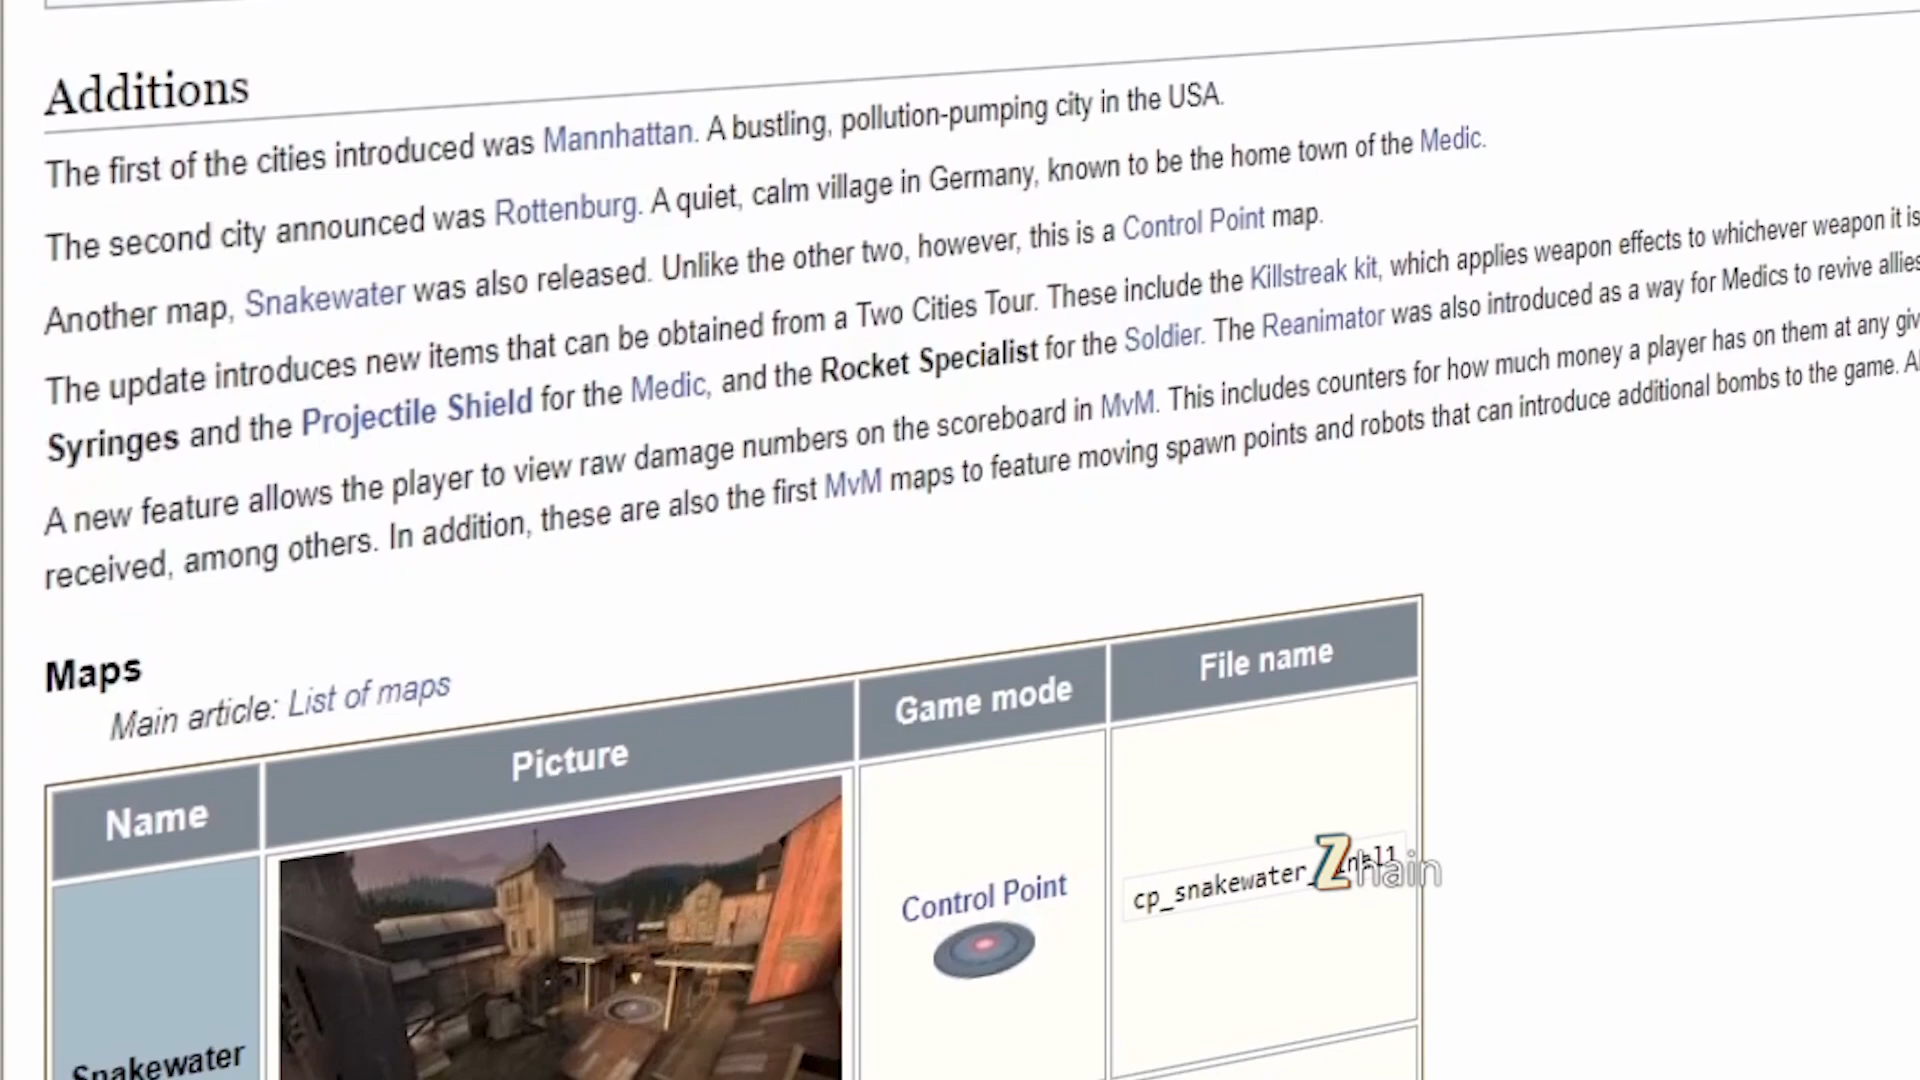 Additions
The first of the cities introduced was Mannhattan. A bustling, pollution-pumping city in the USA.
The second city announced was Rottenburg. A quiet, calm village in Germany, known to be the home town of the Medic.
Another map, Snakewater was also released. Unlike the other two, however, this is a Control Point map.
The update introduces new items that can be obtained from a Two Cities Tour. These include the Killstreak kit, which applies weapon effects to whichever weapon it is
Syringes and the Projectile Shield for the Medic, and the Rocket Specialist for the Soldier. The Reanimator was also introduced as a way for Medics to revive allies
A new feature allows the player to view raw damage numbers on the scoreboard in MvM. This includes counters for how much money a player has on them at any
received, among others. In addition, these are also the first MvM maps to feature moving spawn points and robots that can introduce additional bombs to the game.
Maps
Main article: List of maps
Name Picture Game mode File name
Snakewater Control Point
Zhain